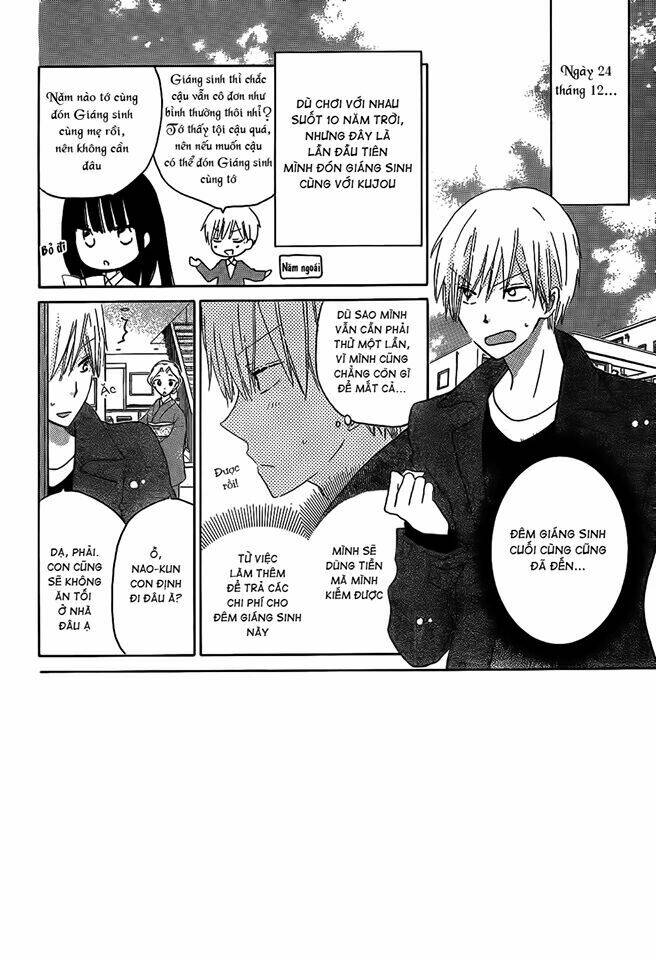 Ngày 24
tháng 12...
ĐÊM GIÁNG SINH
CUỐI CÙNG CŨNG
ĐÃ ĐẾN...
DÙ CHƠI VỚI NHAU
SUỐT 10 NĂM TRỜI,
NHƯNG ĐÂY LÀ
LẦN ĐẦU TIÊN
MÌNH ĐÓN GIÁNG SINH
CÙNG VỚI KUJOU
Giáng sinh thì chắc
cậu vẫn cô đơn như
bình thường thôi nhỉ?
Tớ thấy tội cậu quá,
nên nếu muốn cậu
có thể đón Giáng sinh
cùng tớ
Năm ngoái
Năm nào tớ cùng
đón Giáng sinh
cùng mẹ rồi,
nên không cần
đâu
Bỏ đi
DÙ SAO MÌNH
VẪN CẦN PHẢI
THỬ MỘT LẦN,
VÌ MÌNH CŨNG
CHẲNG CÒN GÌ
ĐỂ MẤT CẢ...
Được
rồi!
MÌNH SẼ
DÙNG TIỀN
MÀ MÌNH
KIẾM ĐƯỢC
TỪ VIỆC
LÀM THÊM
ĐỂ TRẢ CÁC
CHI PHÍ CHO
ĐÊM GIÁNG SINH
NÀY
ẶC
Ồ,
NAO-KUN
CON ĐỊNH
ĐI ĐÂU À?
DẠ, PHẢI.
CON CŨNG
SẼ KHÔNG
ĂN TỐI
Ở NHÀ
ĐÂU Ạ